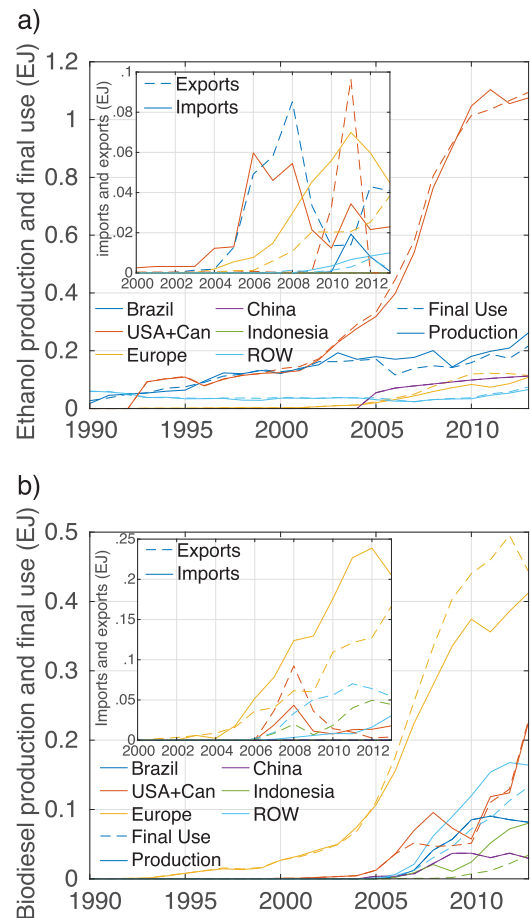 a)
Ethanol production and final use (EJ)
1.2
1
0.8
0.6
0.4
0.2
0
imports and exports (EJ)
.1
.08
.06
.04
.02
0
Exports
Imports
2000 2002 2004 2006 2008 2010 2012
Brazil China Final Use
USA+Can Indonesia Production
Europe ROW
1990 1995 2000 2005 2010
b)
Biodiesel production and final use (EJ)
0.5
0.4
0.3
0.2
0.1
0
Imports and exports (EJ)
.25
.2
.15
.1
.05
0
Exports
Imports
2000 2002 2004 2006 2008 2010 2012
Brazil China
USA+Can Indonesia
Europe ROW
Final Use
Production
1990 1995 2000 2005 2010